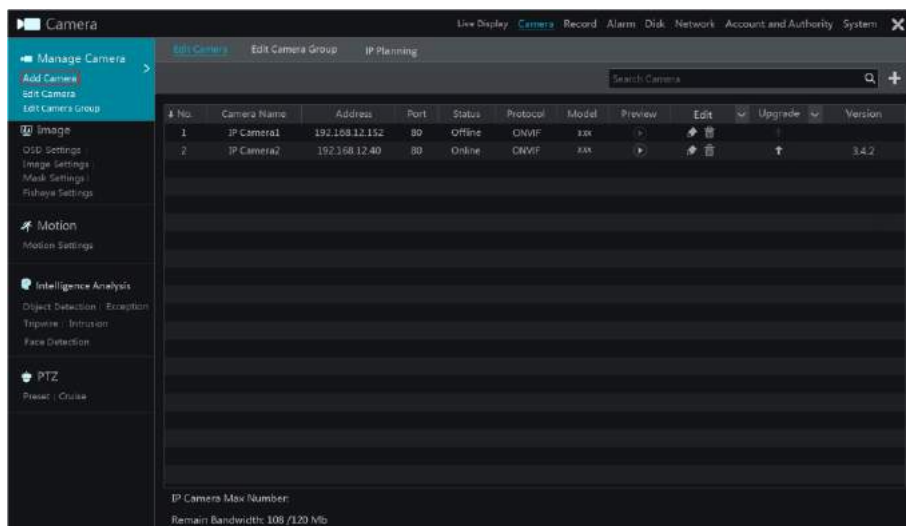 Camera
Live Display Camera Record Alarm Disk Network Account and Authority System
Manage Camera
Add Camera
Edit Camera
Edit Camera Group
Image
OSD Settings
Image Settings
Mask Settings
Fisheye Settings
Motion
Motion Settings
Intelligence Analysis
Object Detection | Exception
Tripwire | Intrusion
Face Detection
PTZ
Preset | Cruise
Edit Camera Edit Camera Group IP Planning
Search Camera
No. Camera Name Address Port Status Protocol Model Preview Edit Upgrade Version
1 IP Camera1 192.168.12.152 80 Offline ONVIF xxx
2 IP Camera2 192.168.12.40 80 Online ONVIF xxx 3.4.2
IP Camera Max Number:
Remain Bandwidth: 108 /120 Mb